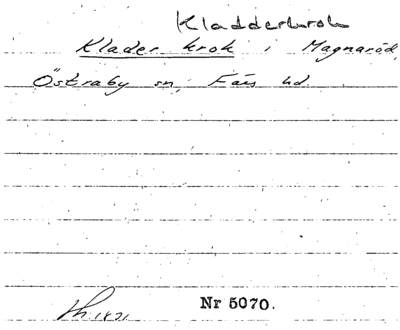 Kladderkrok
Klader krok i Magnaröd,
Östraby sn, Färs hd
Nr 5070.